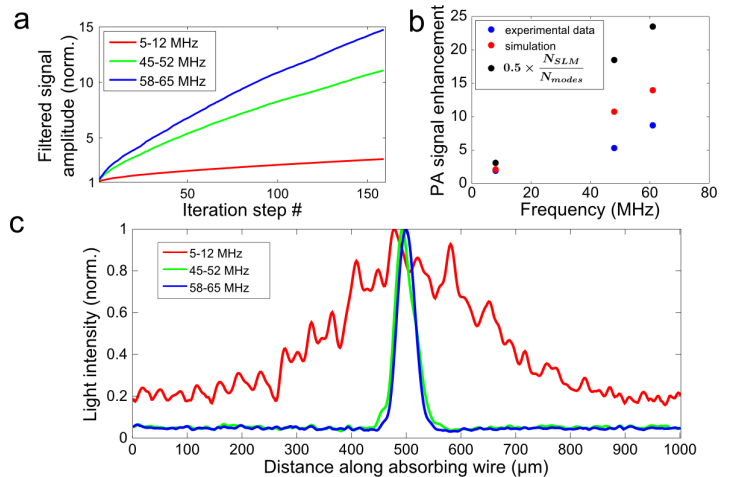 a
Filtered signal
amplitude (norm.)
15
10
5
1
5-12 MHz
45-52 MHz
58-65 MHz
50
100
150
Iteration step #
b
PA signal enhancement
25
20
15
10
5
0
experimental data
simulation
0.5 × N_SLM / N_modes
0
20
40
60
80
Frequency (MHz)
c
Light intensity (norm.)
1
0.8
0.6
0.4
0.2
0
5-12 MHz
45-52 MHz
58-65 MHz
0
100
200
300
400
500
600
700
800
900
1000
Distance along absorbing wire (μm)